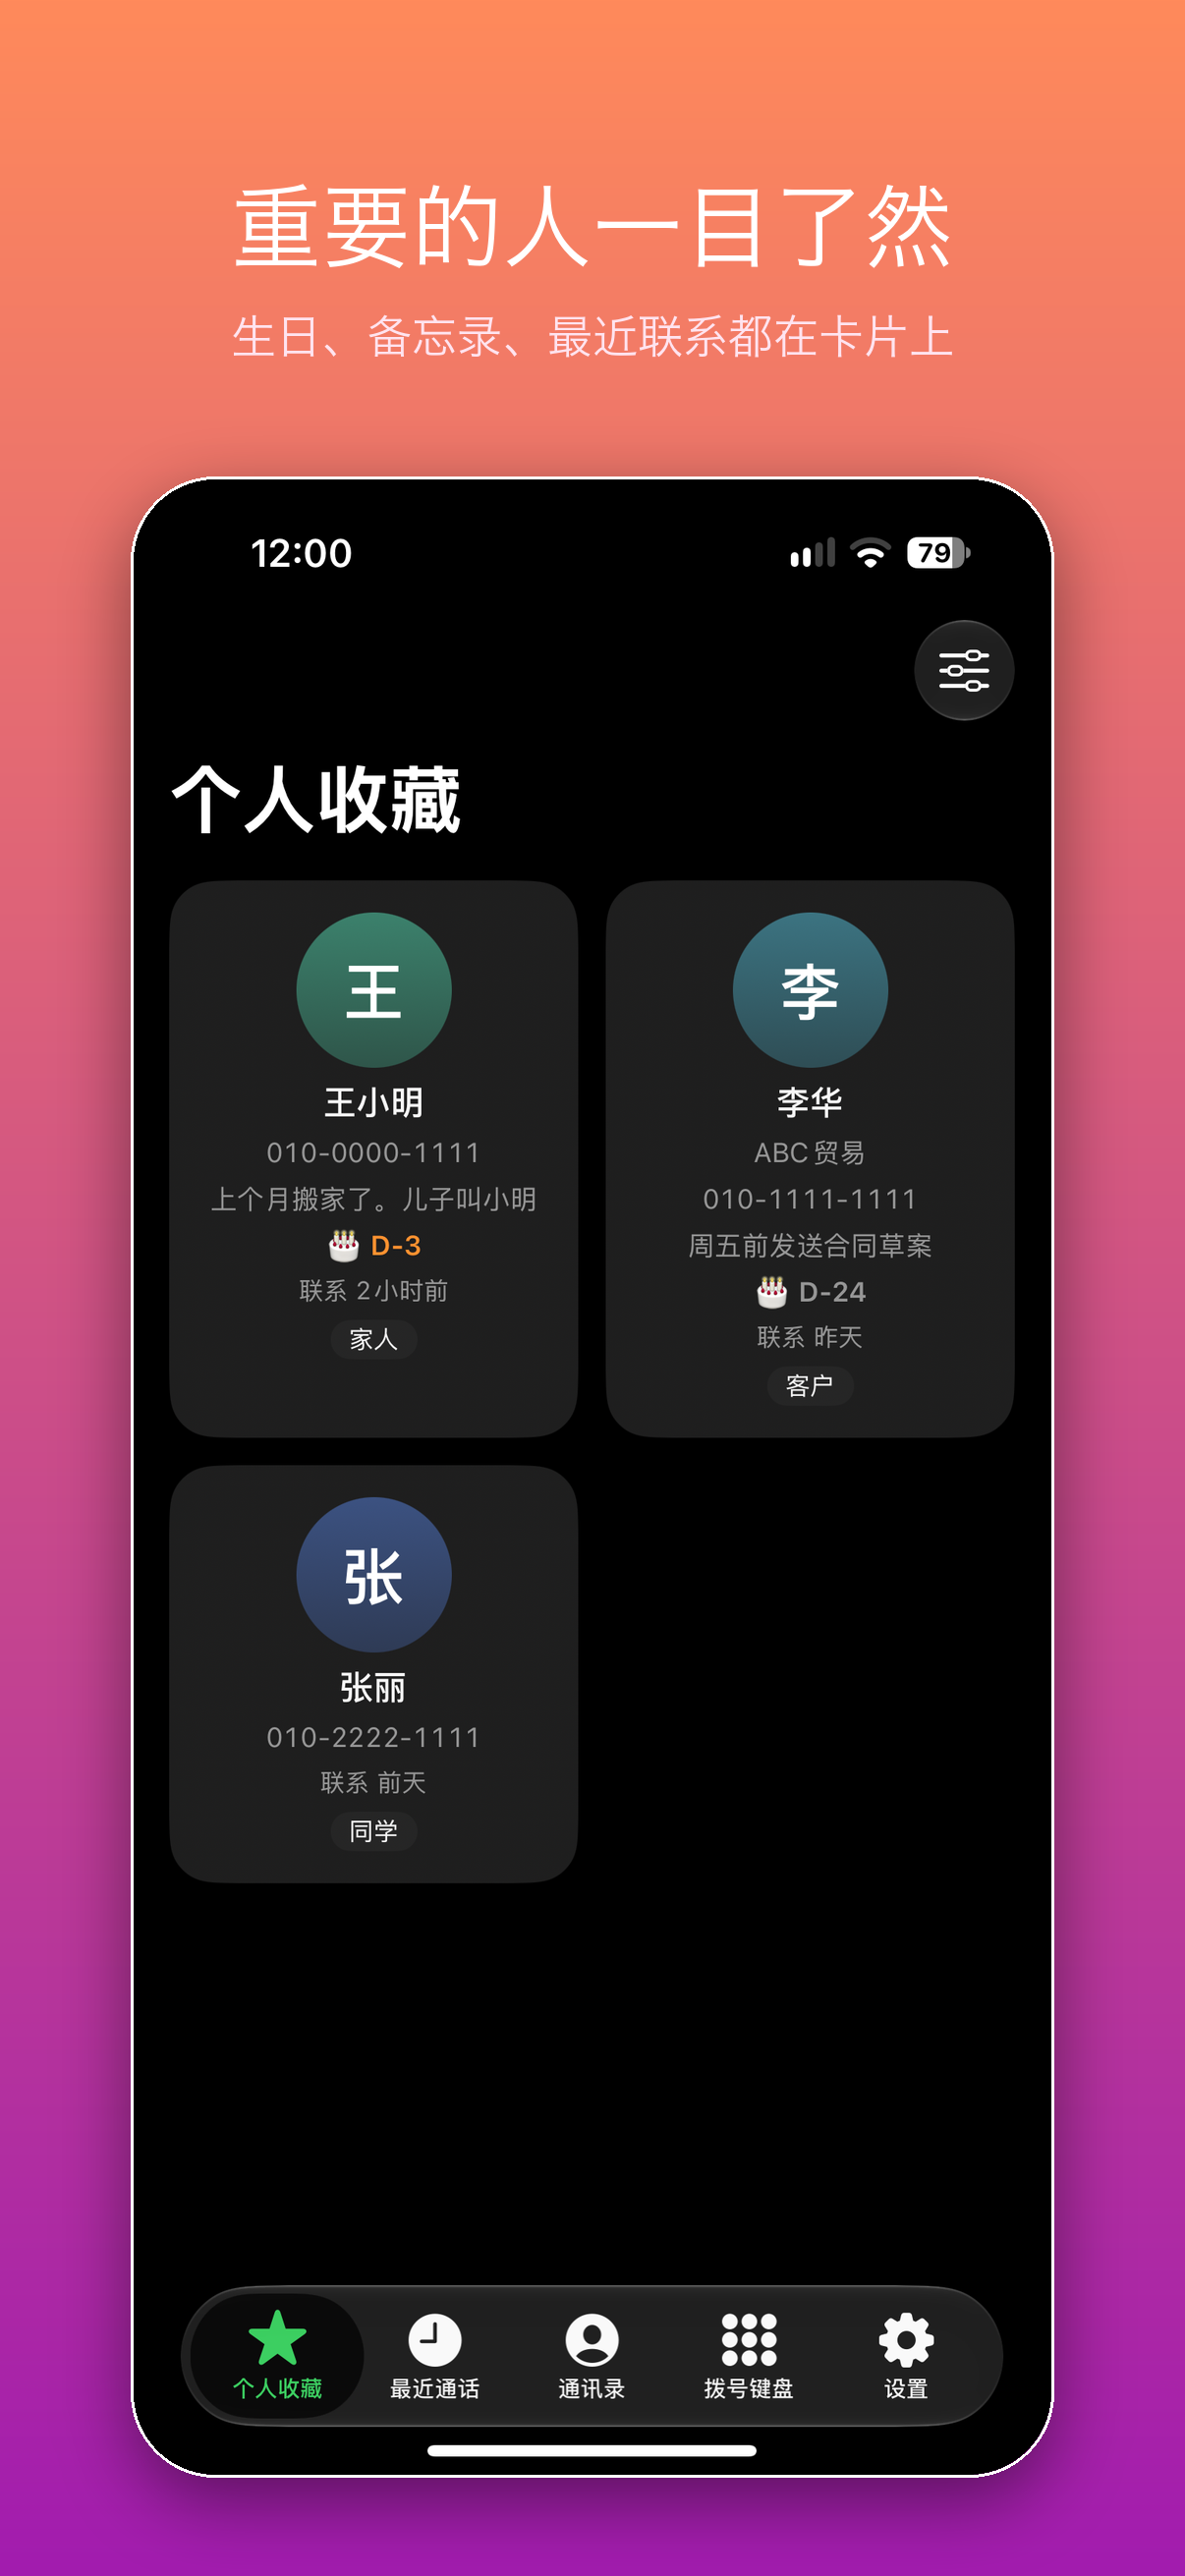 重要的人一目了然
生日、备忘录、最近联系都在卡片上
12:00
79
个人收藏
王
王小明
010-0000-1111
上个月搬家了。儿子叫小明
🎂 D-3
联系 2小时前
家人
李
李华
ABC 贸易
010-1111-1111
周五前发送合同草案
🎂 D-24
联系 昨天
客户
张
张丽
010-2222-1111
联系 前天
同学
个人收藏
最近通话
通讯录
拨号键盘
设置